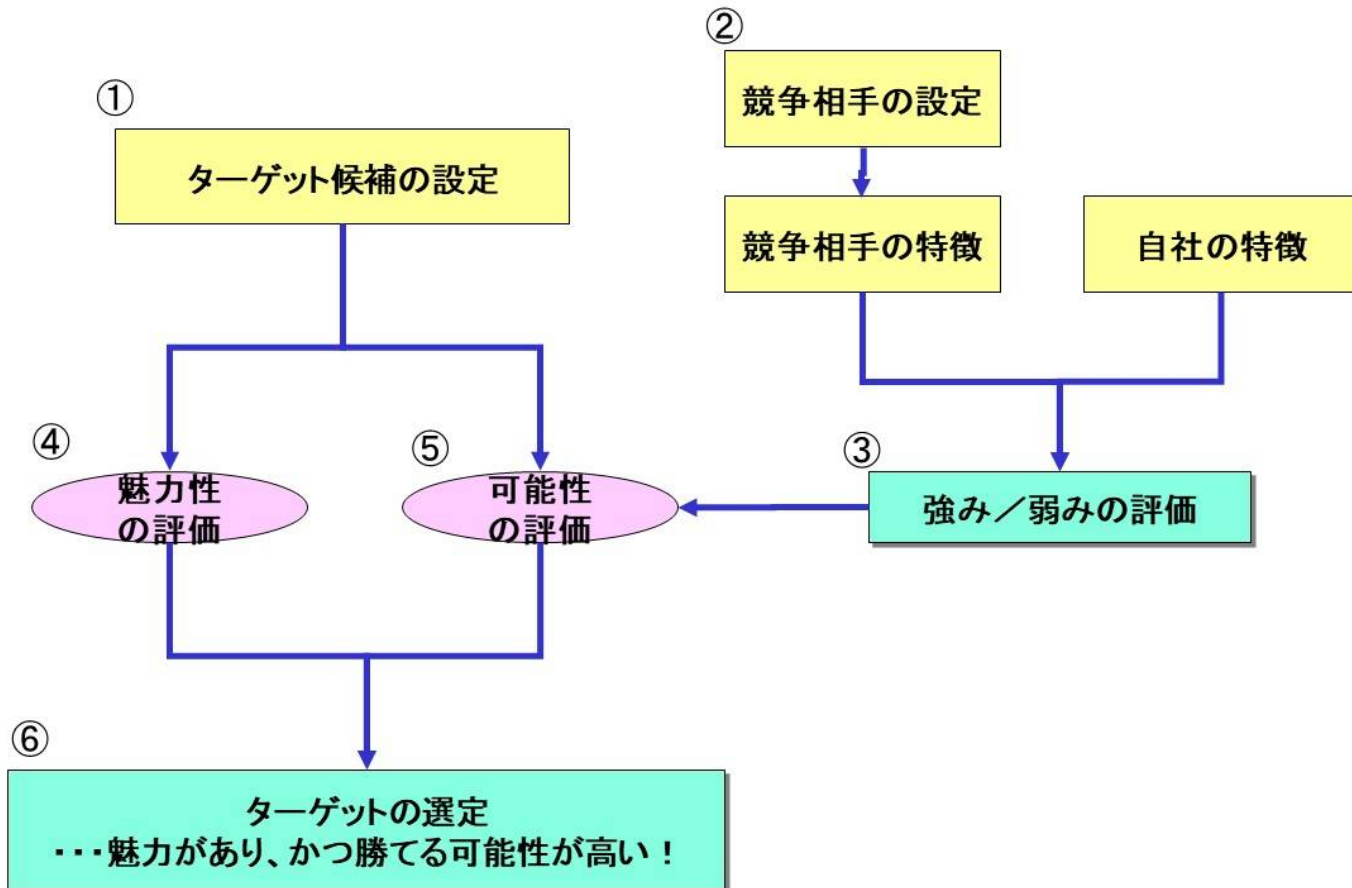 ①
ターゲット候補の設定
②
競争相手の設定
競争相手の特徴
自社の特徴
③
強み／弱みの評価
④
魅力性
の評価
⑤
可能性
の評価
⑥
ターゲットの選定
・・・魅力があり、かつ勝てる可能性が高い！